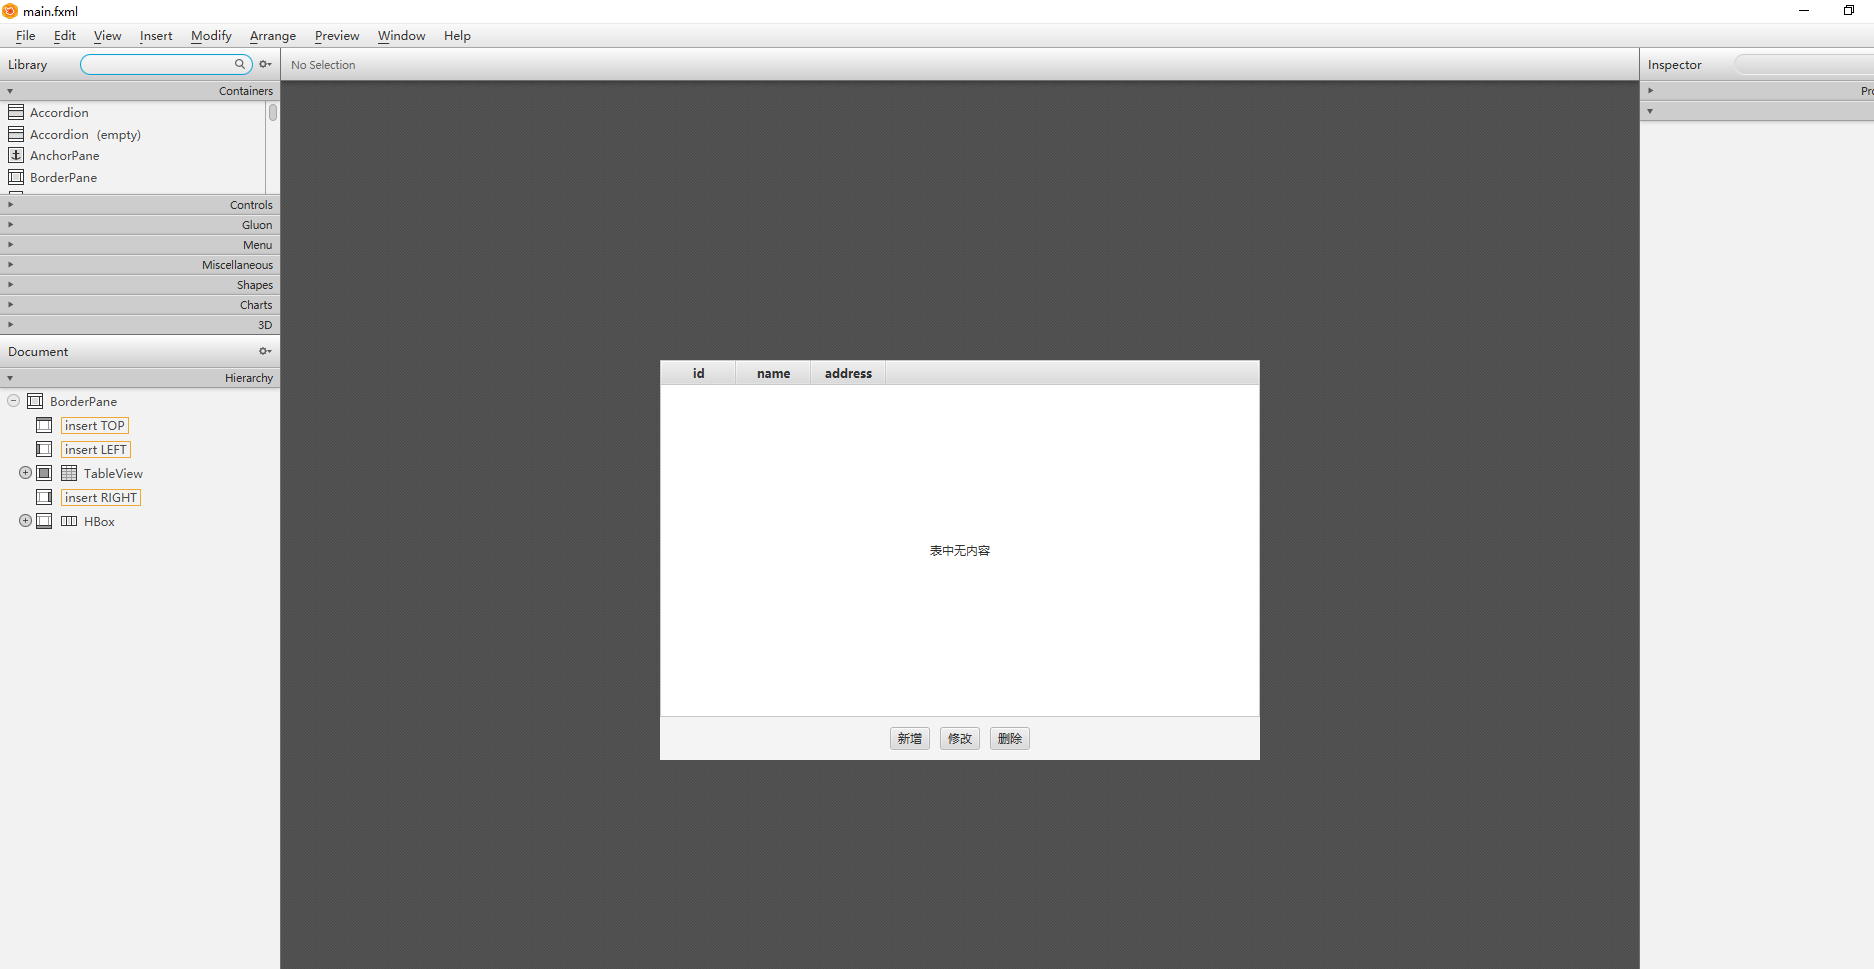 main.fxml
File Edit View Insert Modify Arrange Preview Window Help
Library
No Selection
Inspector
Containers
Accordion
Accordion (empty)
AnchorPane
BorderPane
Controls
Gluon
Menu
Miscellaneous
Shapes
Charts
3D
Document
Hierarchy
BorderPane
insert TOP
insert LEFT
TableView
insert RIGHT
HBox
id name address
表中无内容
新增 修改 删除